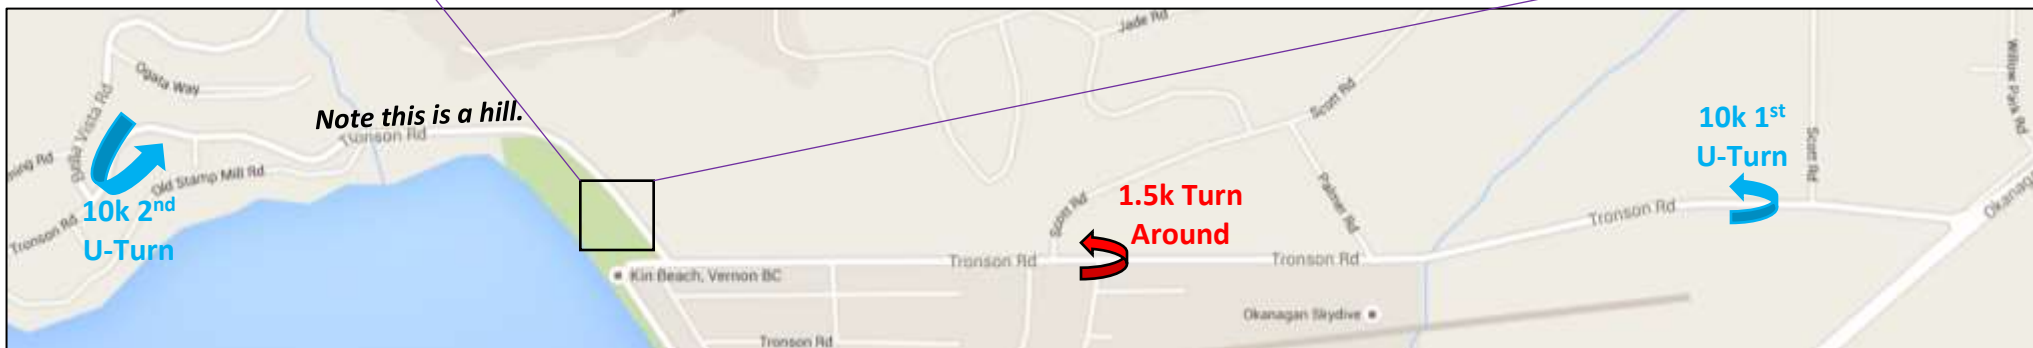 Jade Rd
Ogata Way
Bella Vista Rd
Note this is a hill.
Tronson Rd
Scott Rd
10k 1st
U-Turn
Scott Rd
Willow Park Rd
Old Stamp Mill Rd
Tronson Rd
10k 2nd
U-Turn
Scott Rd
1.5k Turn
Around
Palmer Rd
Tronson Rd
Kin Beach, Vernon BC
Tronson Rd
Tronson Rd
Okanagan Skydive
Tronson Rd